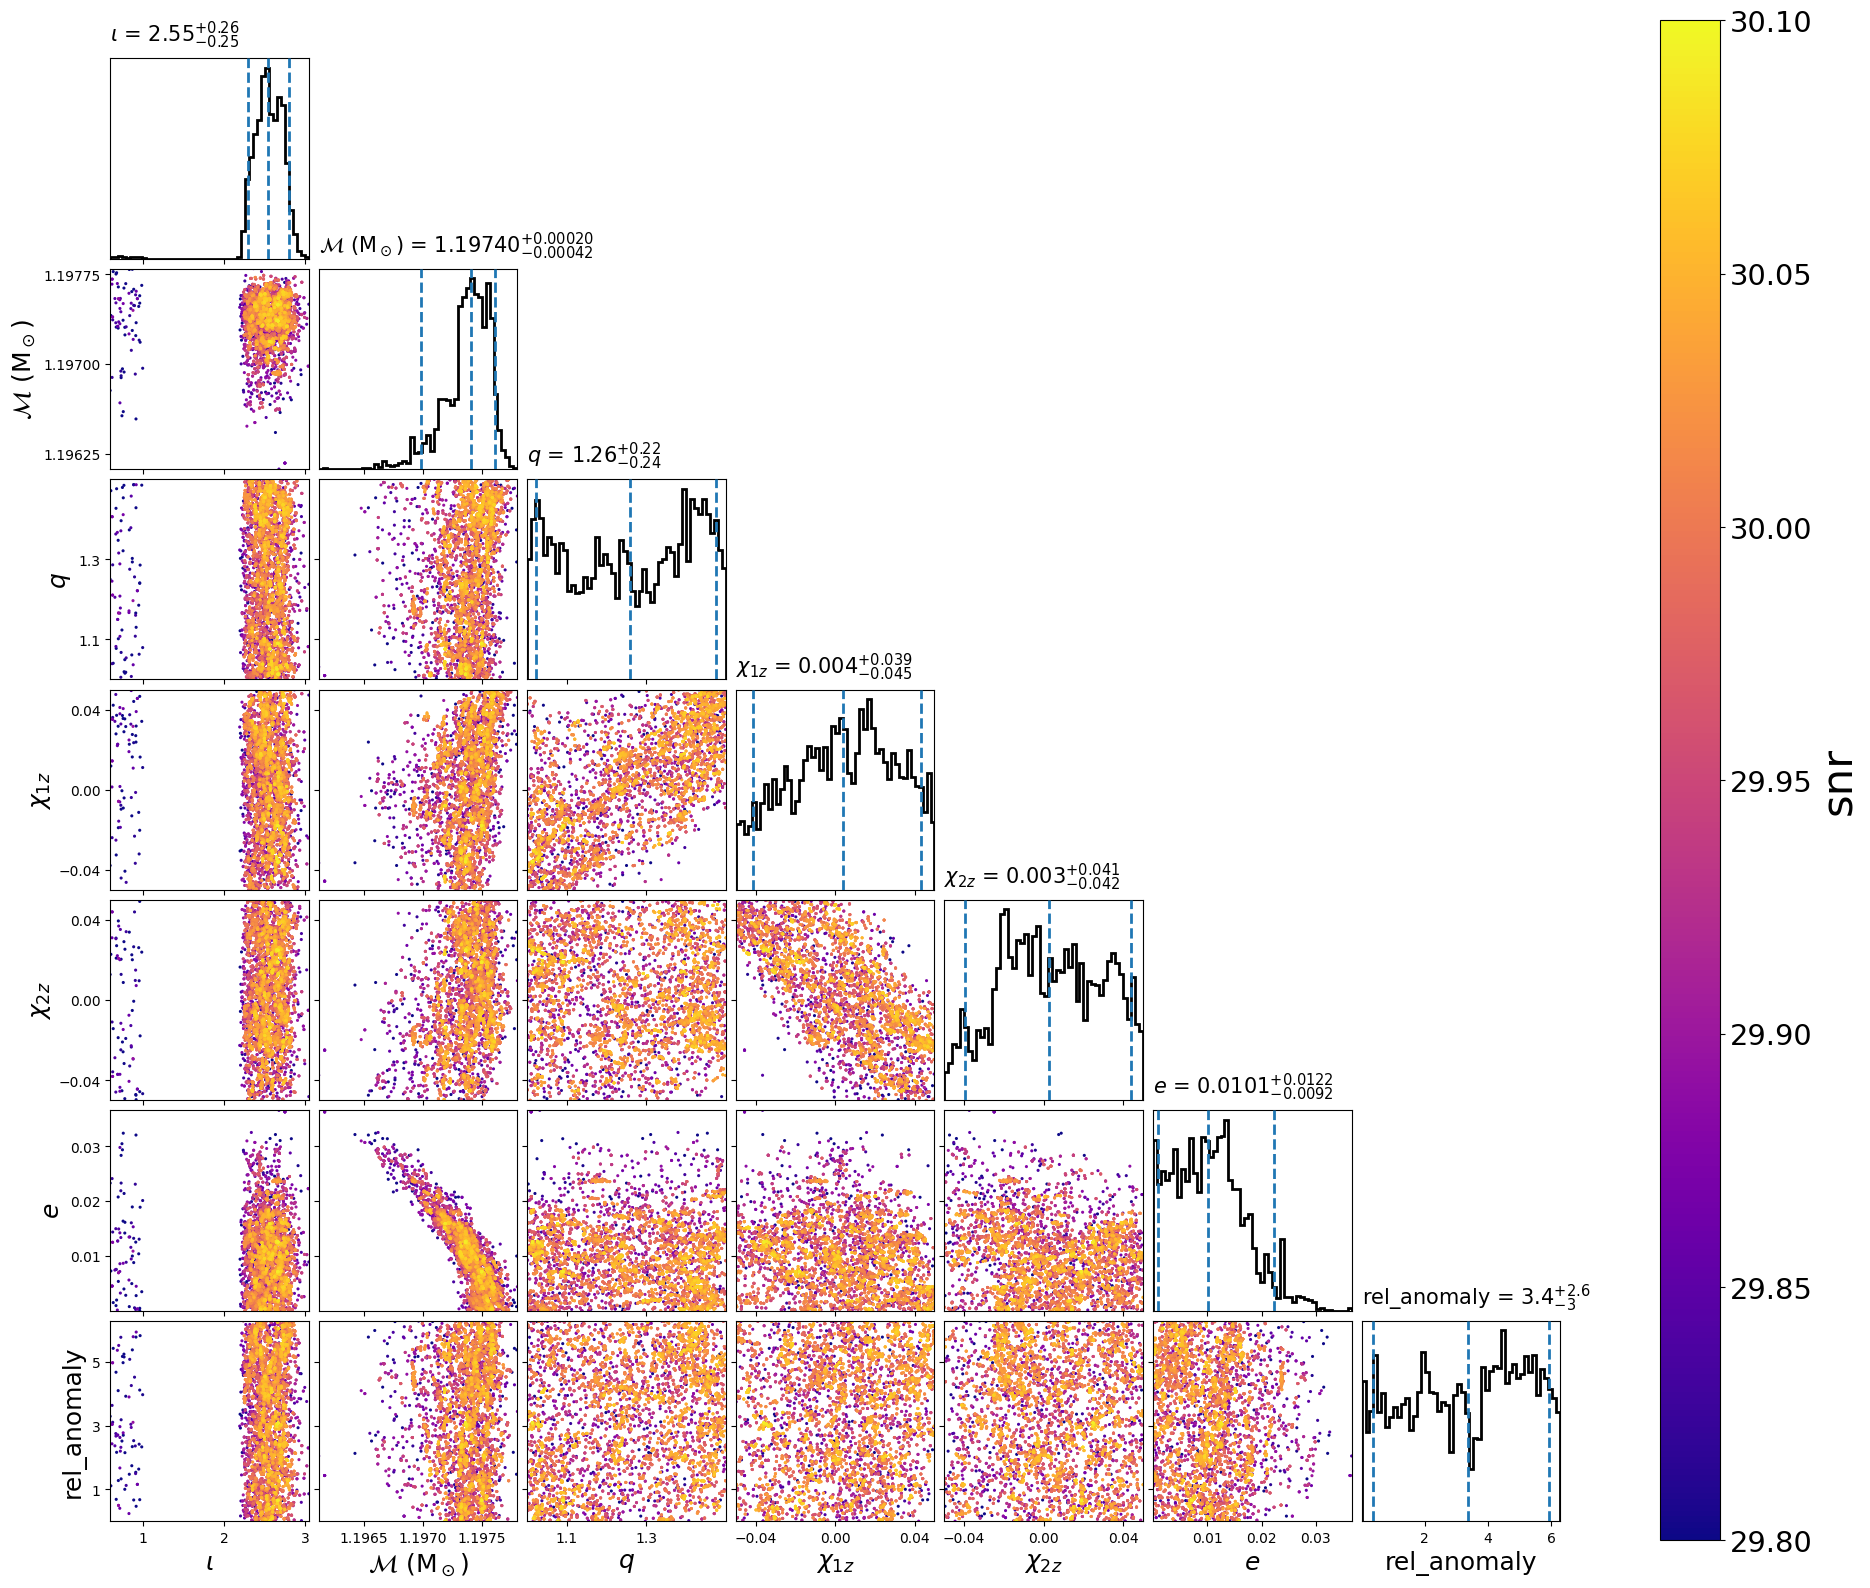 ι = 2.55+0.26−0.25
30.10
1.19775
1.19700
1.19625
ℳ (M_⊙)
ℳ (M_⊙) = 1.19740+0.00020−0.00042
30.05
1.3
1.1
q
q = 1.26+0.22−0.24
30.00
0.04
0.00
−0.04
χ1z
χ1z = 0.004+0.039−0.045
29.95
snr
0.04
0.00
−0.04
χ2z
χ2z = 0.003+0.041−0.042
29.90
0.03
0.02
0.01
e
e = 0.0101+0.0122−0.0092
29.85
5
3
1
rel_anomaly
rel_anomaly = 3.4+2.6−3
29.80
1 2 3 1.1965 1.1970 1.1975 1.1 1.3 −0.04 0.00 0.04 −0.04 0.00 0.04 0.01 0.02 0.03 2 4 6
ι ℳ (M_⊙) q χ1z χ2z e rel_anomaly